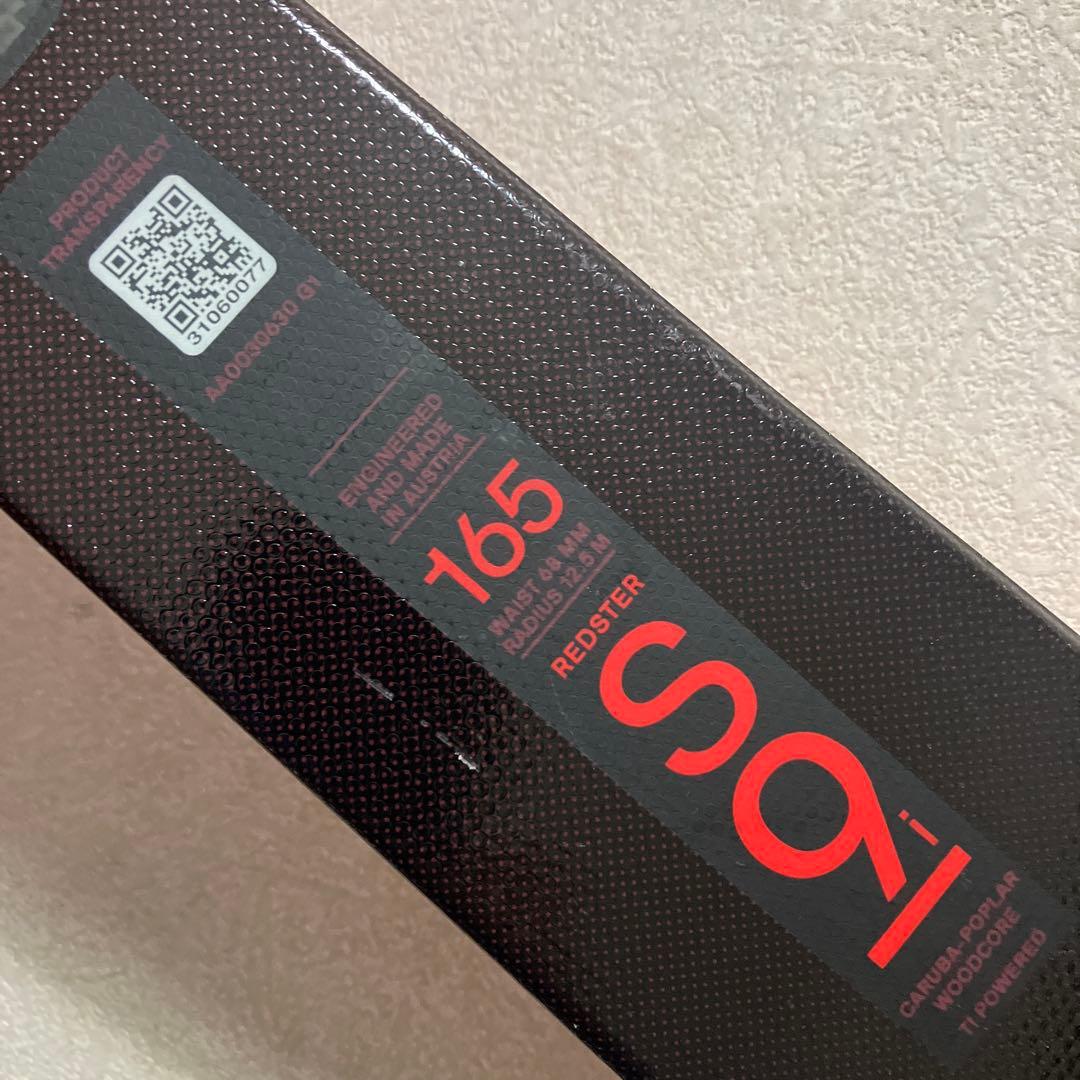 PRODUCT
TRANSPARENCY
31060077
AA0030630 GY
ENGINEERED
AND MADE
IN AUSTRIA
165
WAIST 68 MM
RADIUS 12.5 M
REDSTER
S9i
CARUBA-POPLAR
WOODCORE
TI POWERED